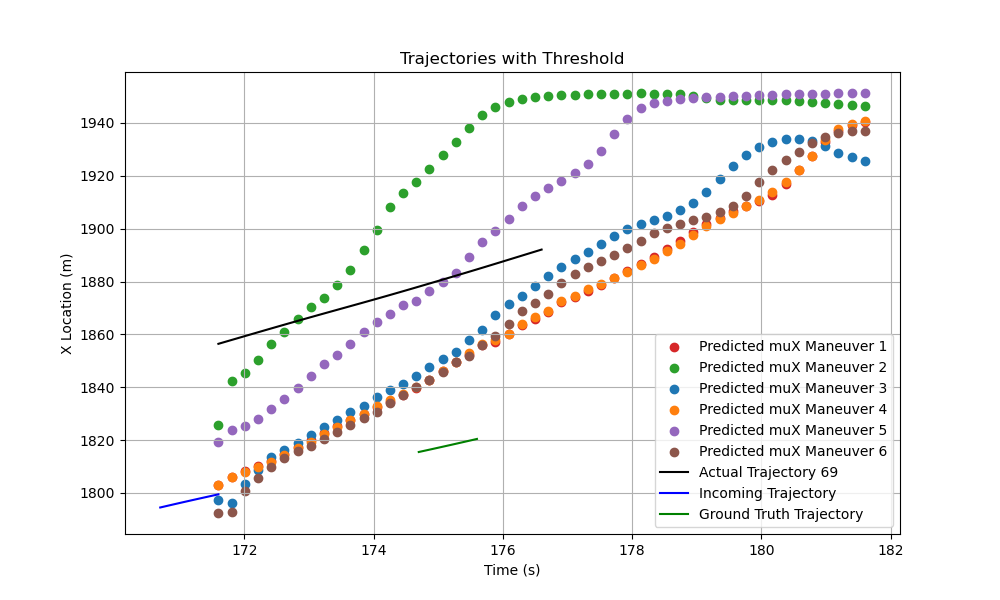 Trajectories with Threshold
X Location (m)
1940
1920
1900
1880
1860
1840
1820
1800
Predicted muX Maneuver 1
Predicted muX Maneuver 2
Predicted muX Maneuver 3
Predicted muX Maneuver 4
Predicted muX Maneuver 5
Predicted muX Maneuver 6
Actual Trajectory 69
Incoming Trajectory
Ground Truth Trajectory
172 174 176 178 180 182
Time (s)